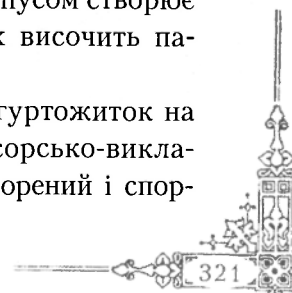 пусом створює
височить па-
гуртожиток на
сорсько-викла-
орений і спор-
321